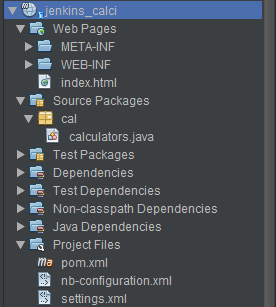 jenkins_calci
Web Pages
META-INF
WEB-INF
index.html
Source Packages
cal
calculators.java
Test Packages
Dependencies
Test Dependencies
Non-classpath Dependencies
Java Dependencies
Project Files
pom.xml
nb-configuration.xml
settings.xml